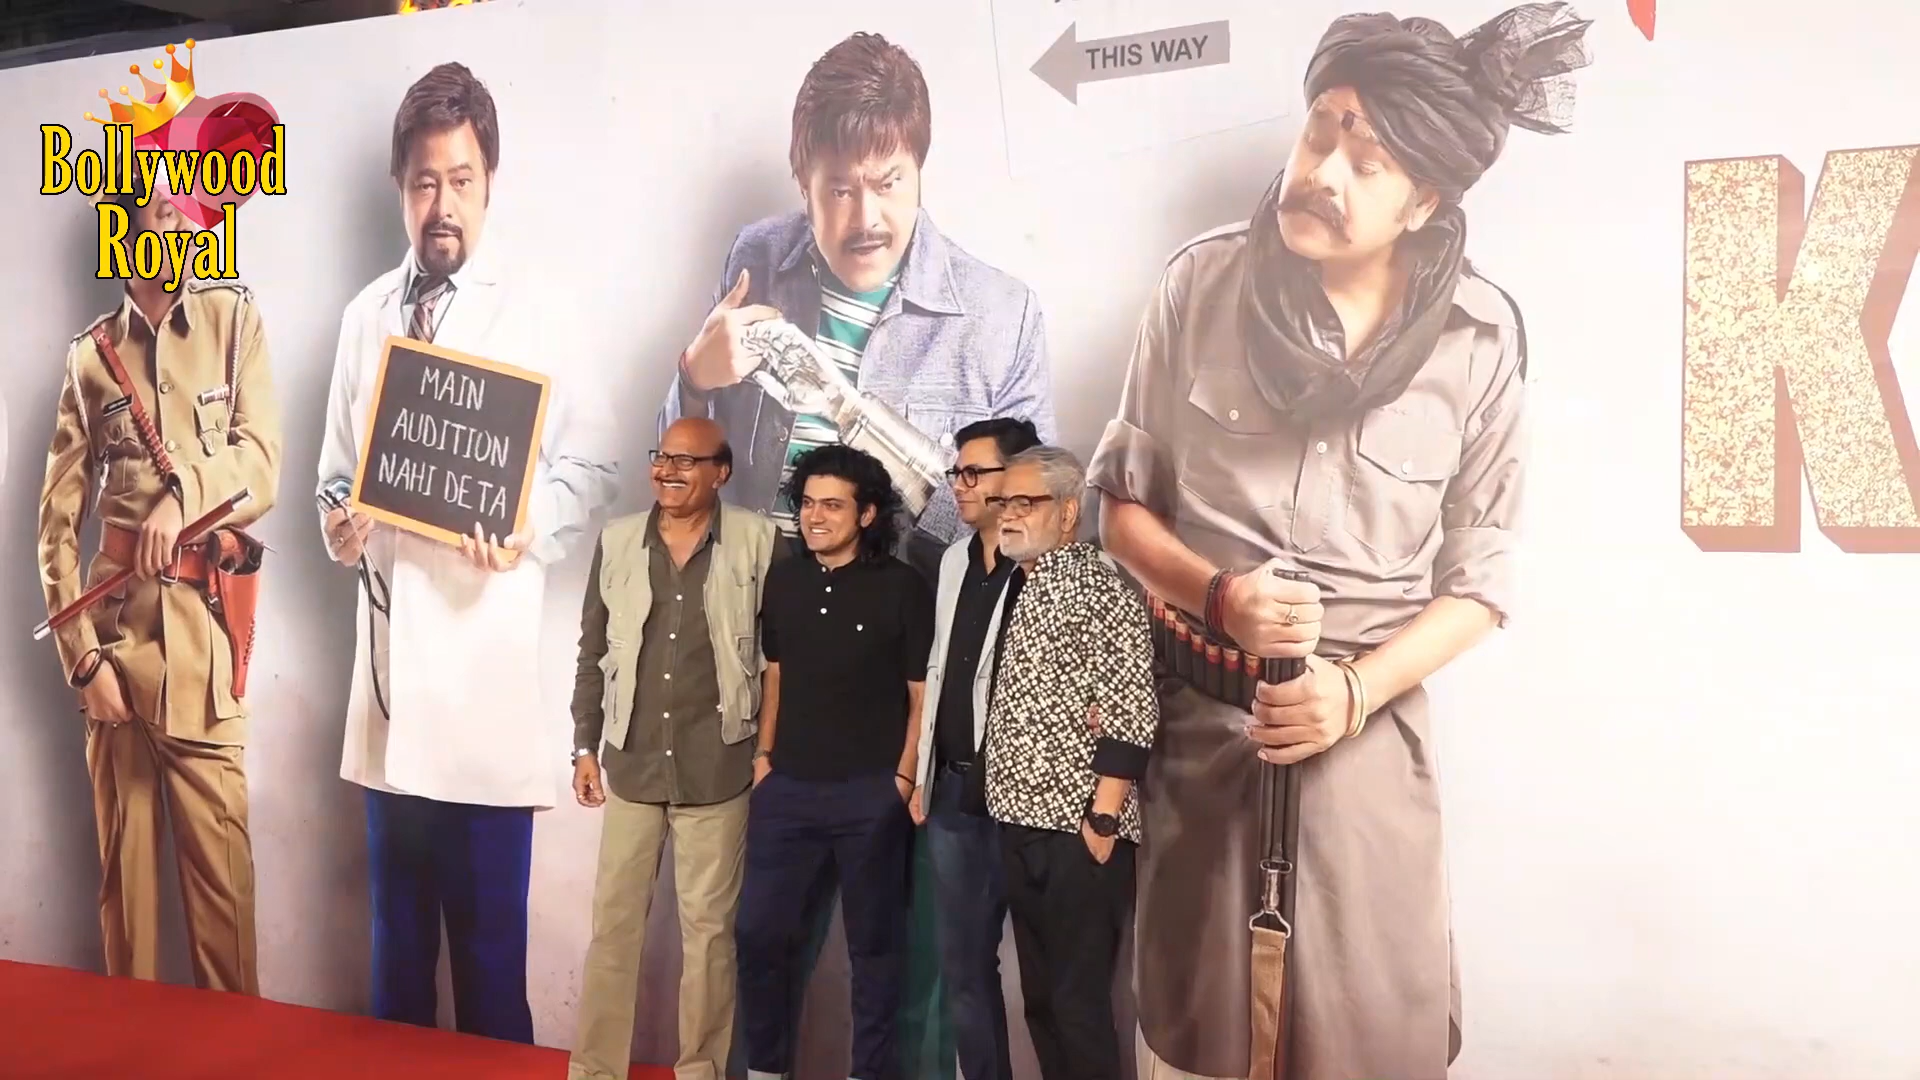 Bollywood
Royal
THIS WAY
MAIN
AUDITION
NAHI DETA
K